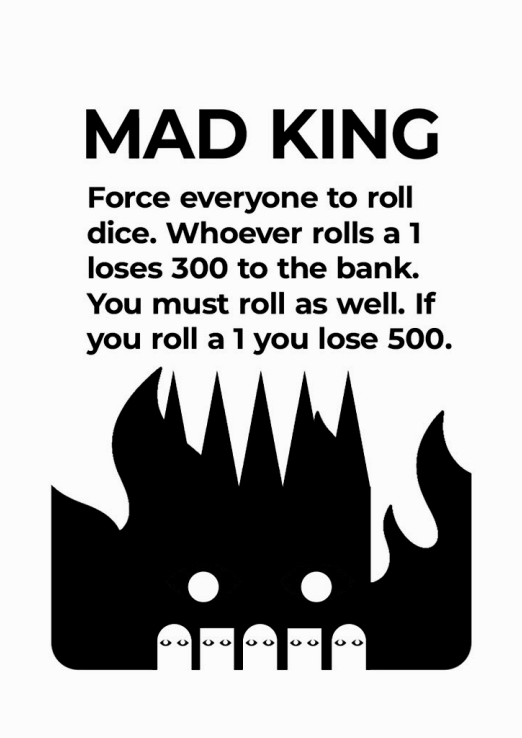 MAD KING
Force everyone to roll
dice. Whoever rolls a 1
loses 300 to the bank.
You must roll as well. If
you roll a 1 you lose 500.